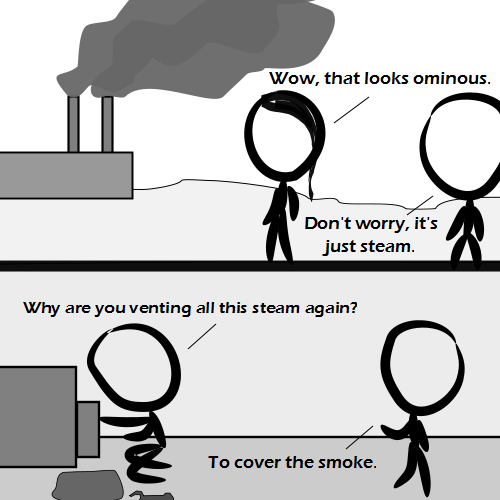 Wow, that looks ominous.
Don't worry, it's
just steam.
Why are you venting all this steam again?
To cover the smoke.